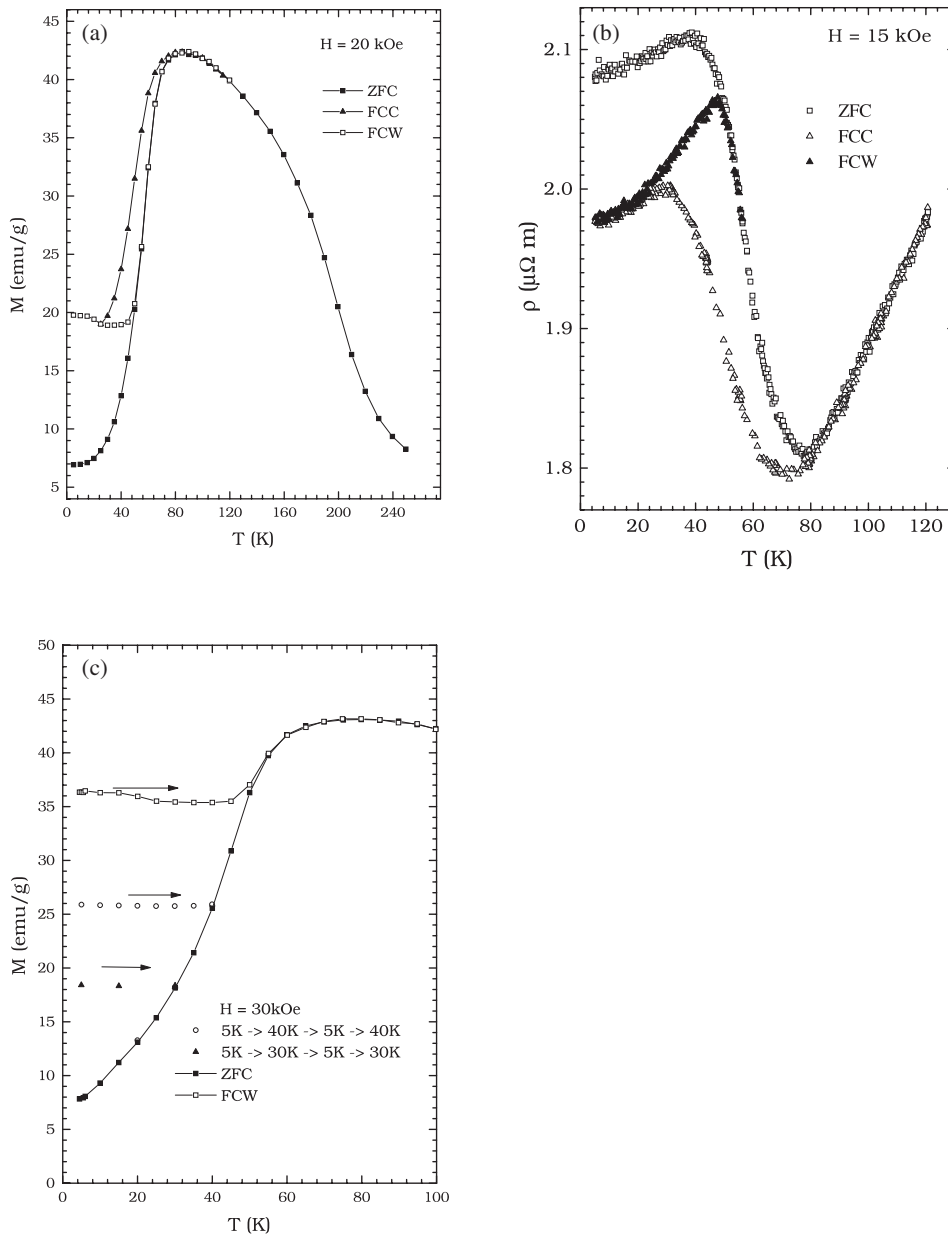 (a)
H = 20 kOe
ZFC
FCC
FCW
M (emu/g)
45
40
35
30
25
20
15
10
5
0 40 80 120 160 200 240
T (K)
(b)
H = 15 kOe
ZFC
FCC
FCW
ρ (μΩ m)
2.1
2.0
1.9
1.8
0 20 40 60 80 100 120
T (K)
(c)
M (emu/g)
50
45
40
35
30
25
20
15
10
5
0
H = 30kOe
5K -> 40K -> 5K -> 40K
5K -> 30K -> 5K -> 30K
ZFC
FCW
0 20 40 60 80 100
T (K)